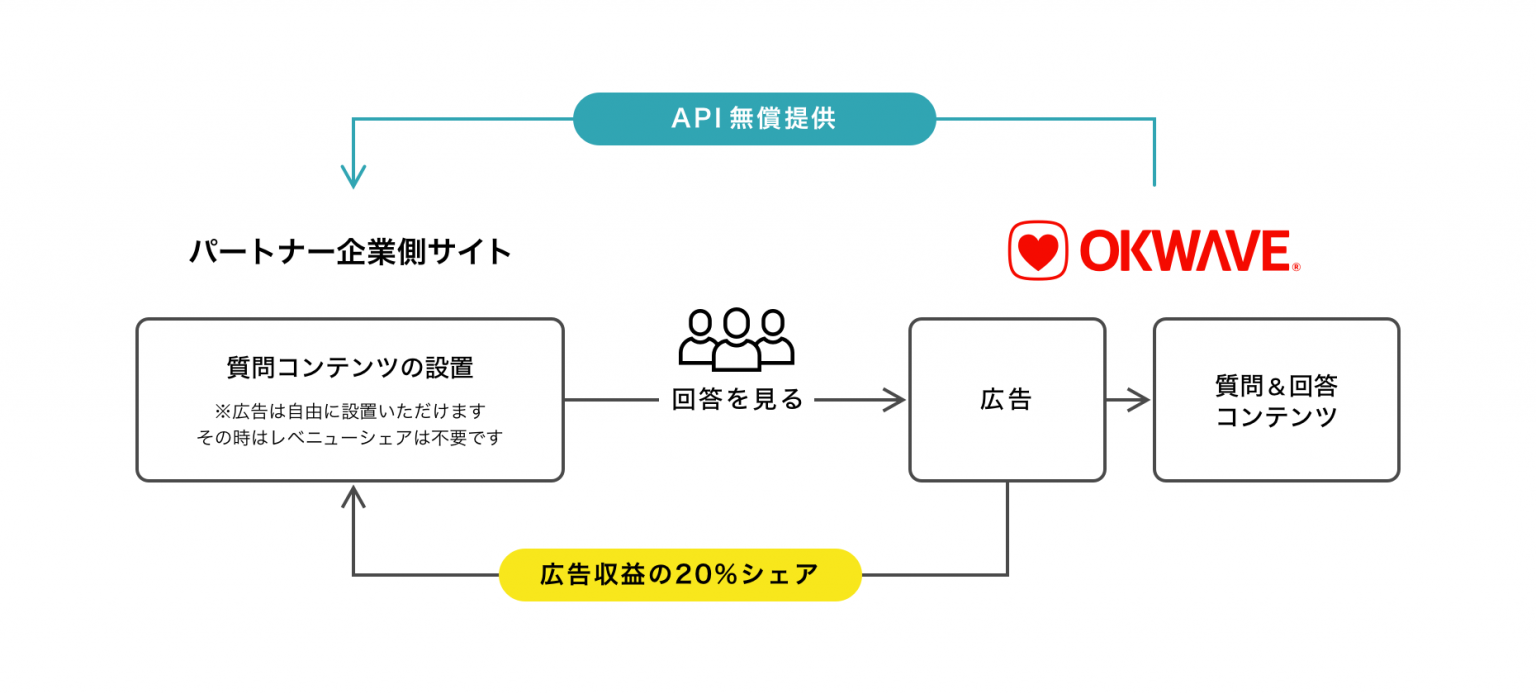 API無償提供
パートナー企業側サイト
OKWAVE®
質問コンテンツの設置
※広告は自由に設置いただけます
その時はレベニューシェアは不要です
回答を見る
広告
質問&回答
コンテンツ
広告収益の20%シェア